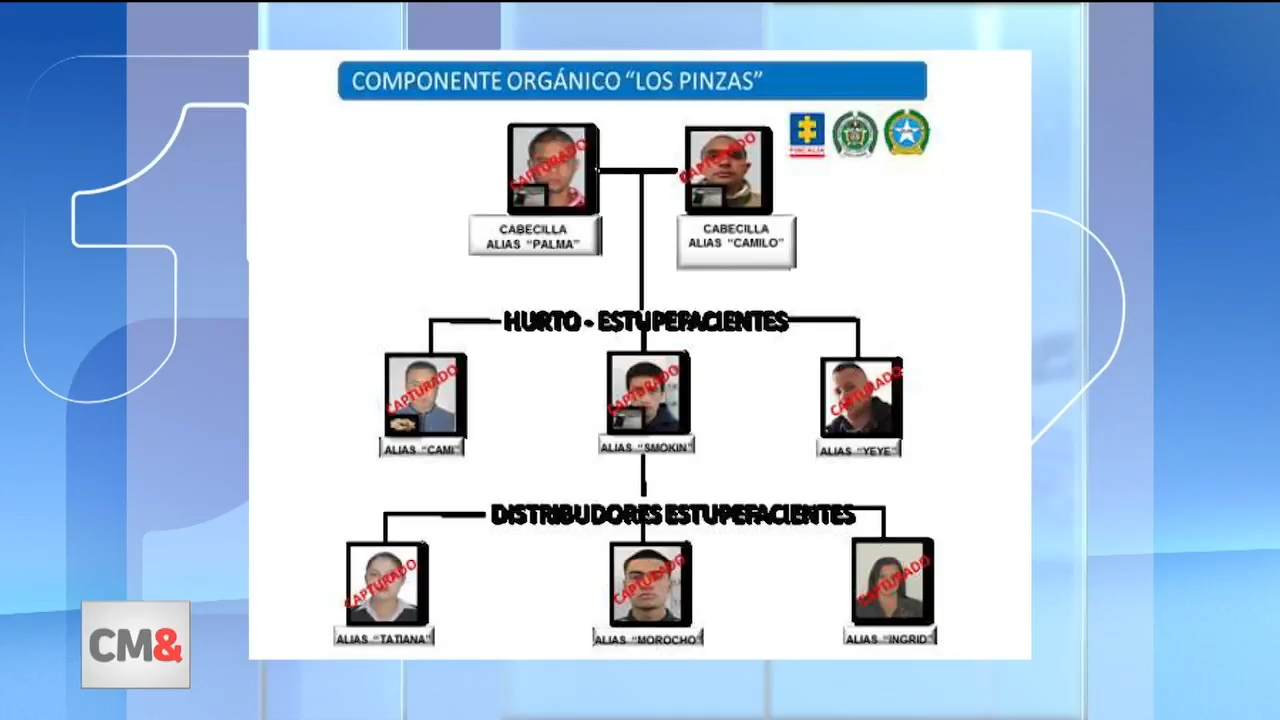 COMPONENTE ORGÁNICO "LOS PINZAS"
FISCALÍA
CAPTURADO
CAPTURADO
CABECILLA
ALIAS "PALMA"
CABECILLA
ALIAS "CAMILO"
HURTO - ESTUPEFACIENTES
CAPTURADO
CAPTURADO
CAPTURADO
ALIAS "CAMI"
ALIAS "SMOKIN"
ALIAS "YEYE"
DISTRIBUDORES ESTUPEFACIENTES
CAPTURADO
CAPTURADO
CAPTURADO
ALIAS "TATIANA"
ALIAS "MOROCHO"
ALIAS "INGRID"
CM&